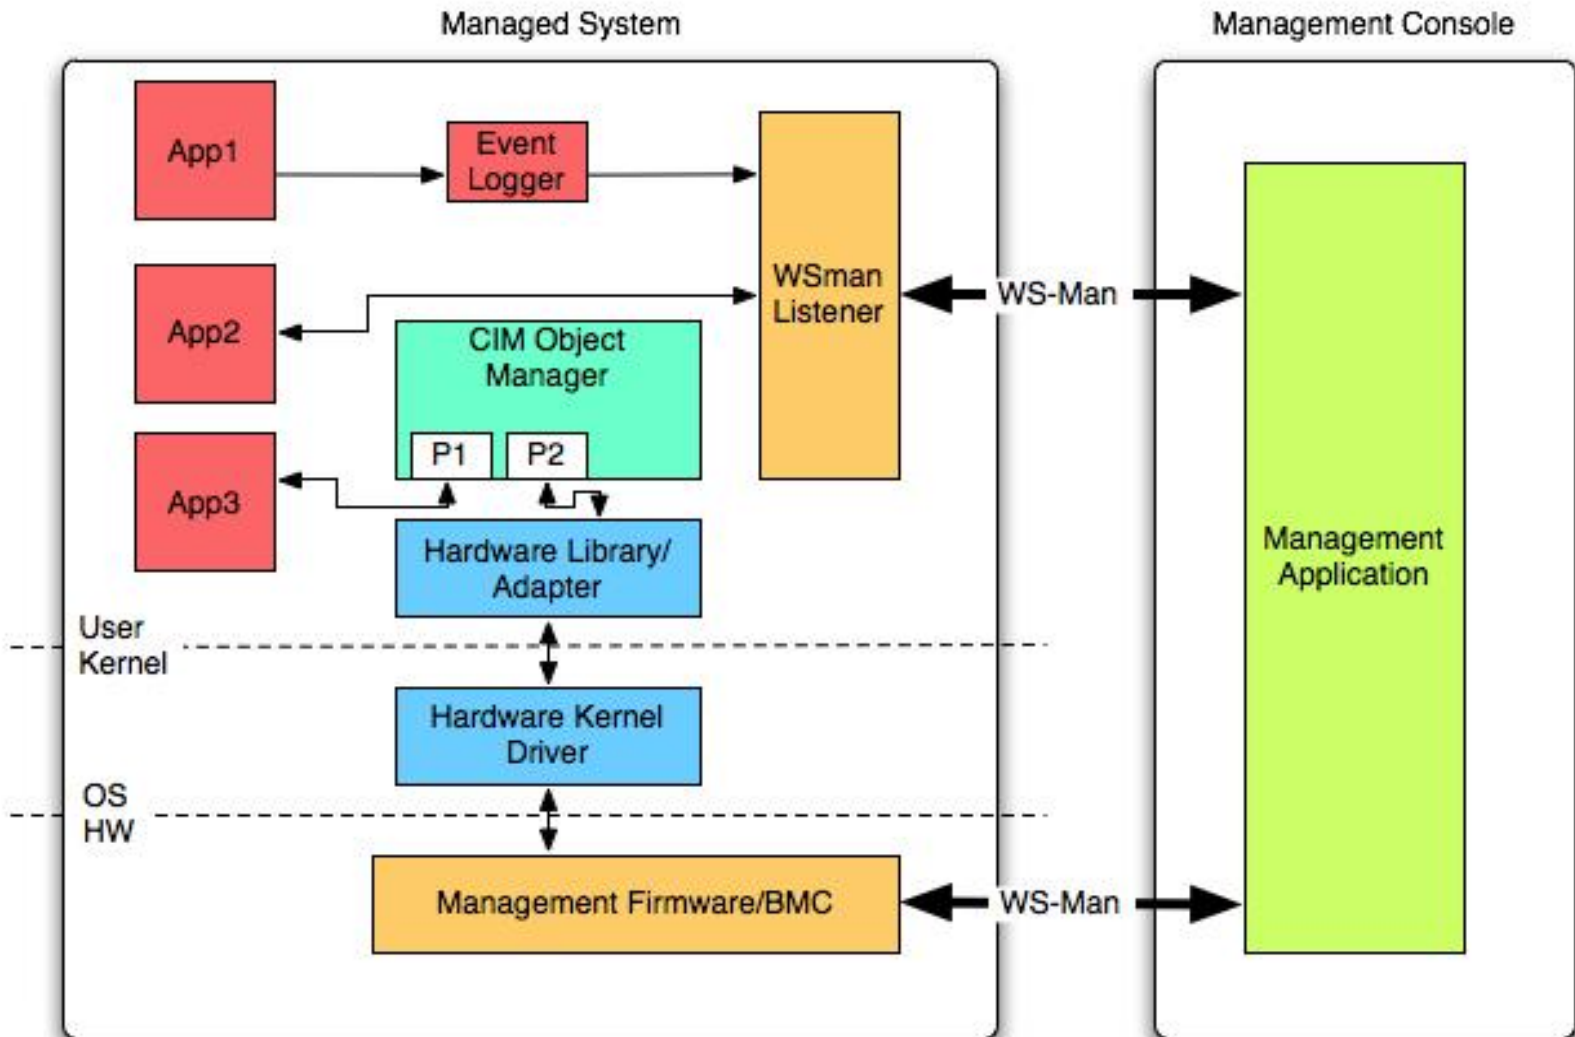 Managed System
Management Console
App1
Event
Logger
App2
WSman
Listener
WS-Man
CIM Object
Manager
P1
P2
App3
Hardware Library/
Adapter
Management
Application
User
Kernel
Hardware Kernel
Driver
OS
HW
Management Firmware/BMC
WS-Man